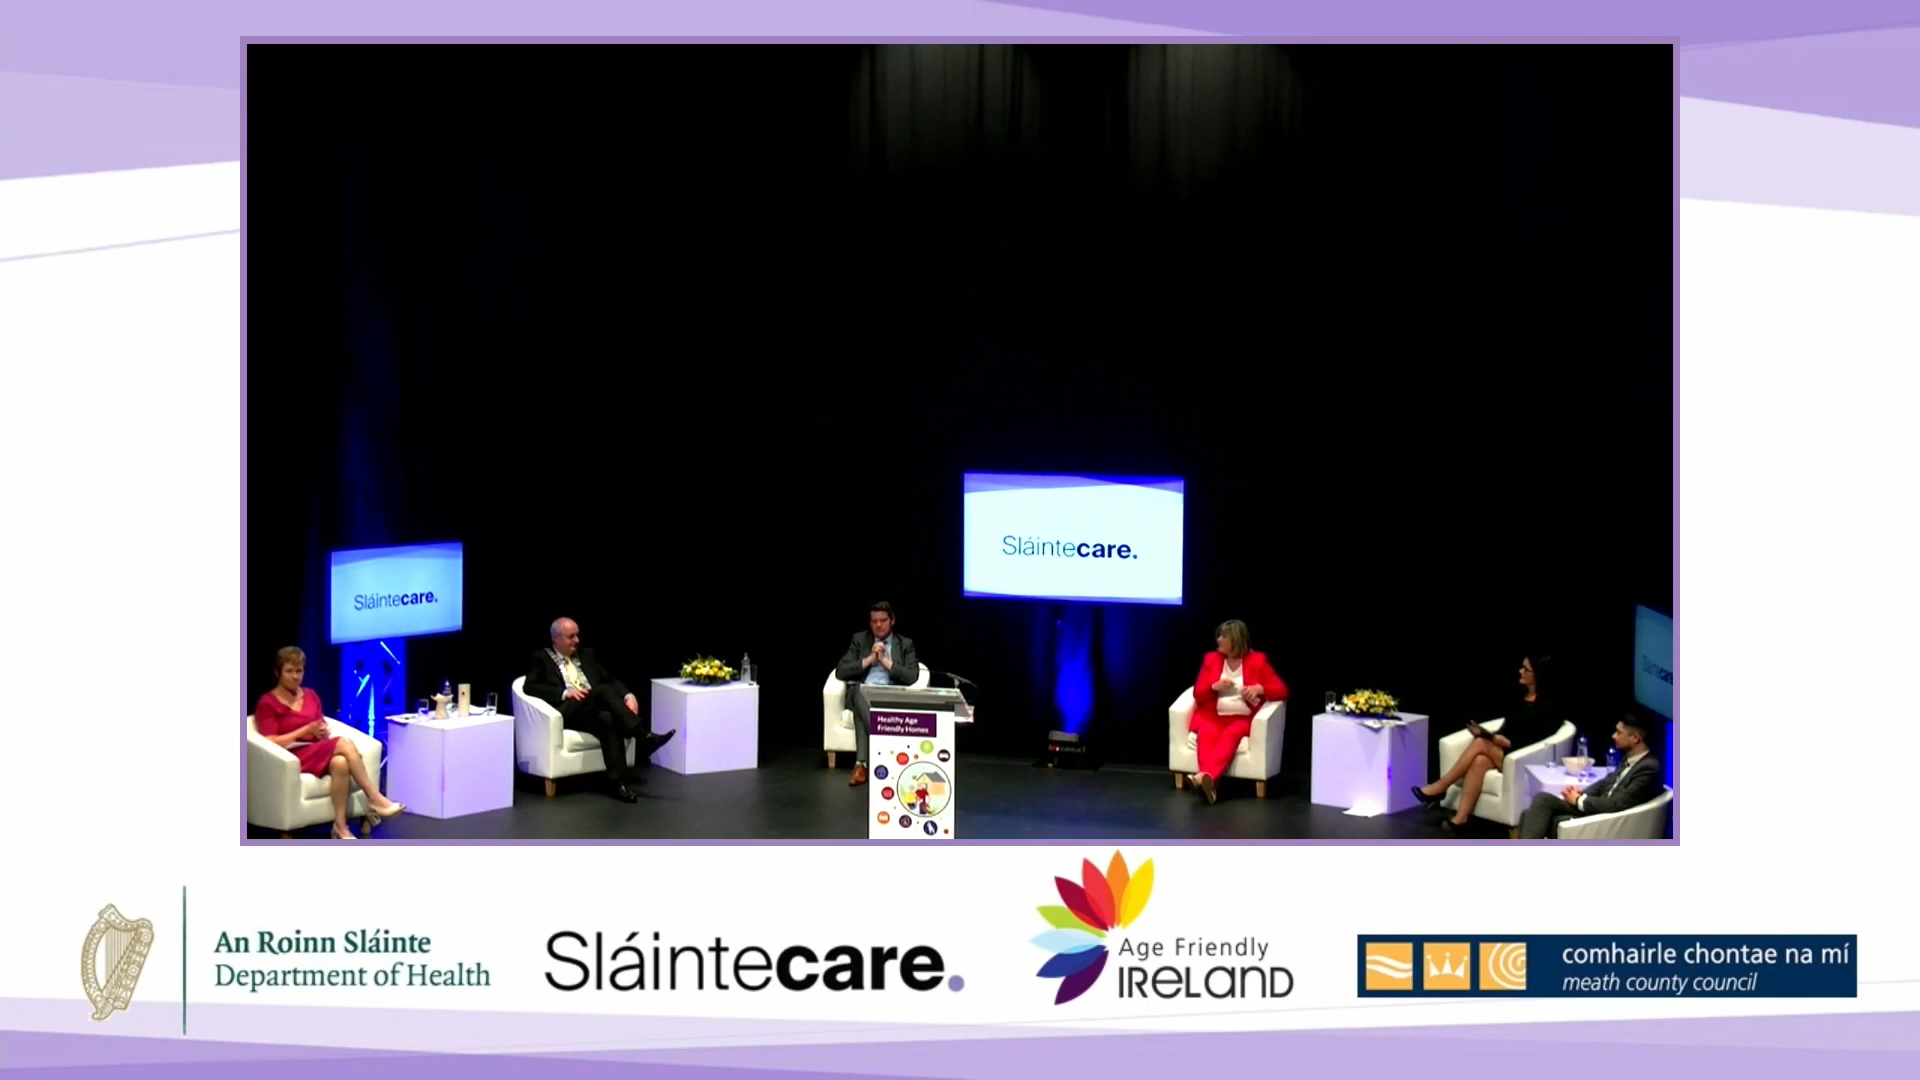 Sláintecare.
Sláintecare.
Healthy Age
Friendly Homes
An Roinn Sláinte
Department of Health
Sláintecare.
Age Friendly
IRELAND
comhairle chontae na mí
meath county council